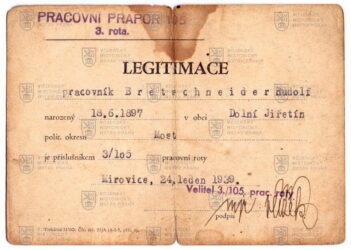 PRACOVNÍ PRAPOR 105
3. rota.
LEGITIMACE
pracovník Bretschneider Rudolf
narozený 18.6.1897 v obci Dolní Jiřetín
polit. okresu Most
je příslušníkem 3/105 pracovní roty
Mirovice, 24. leden 1939.
Velitel 3./105. prac. roty
podpis